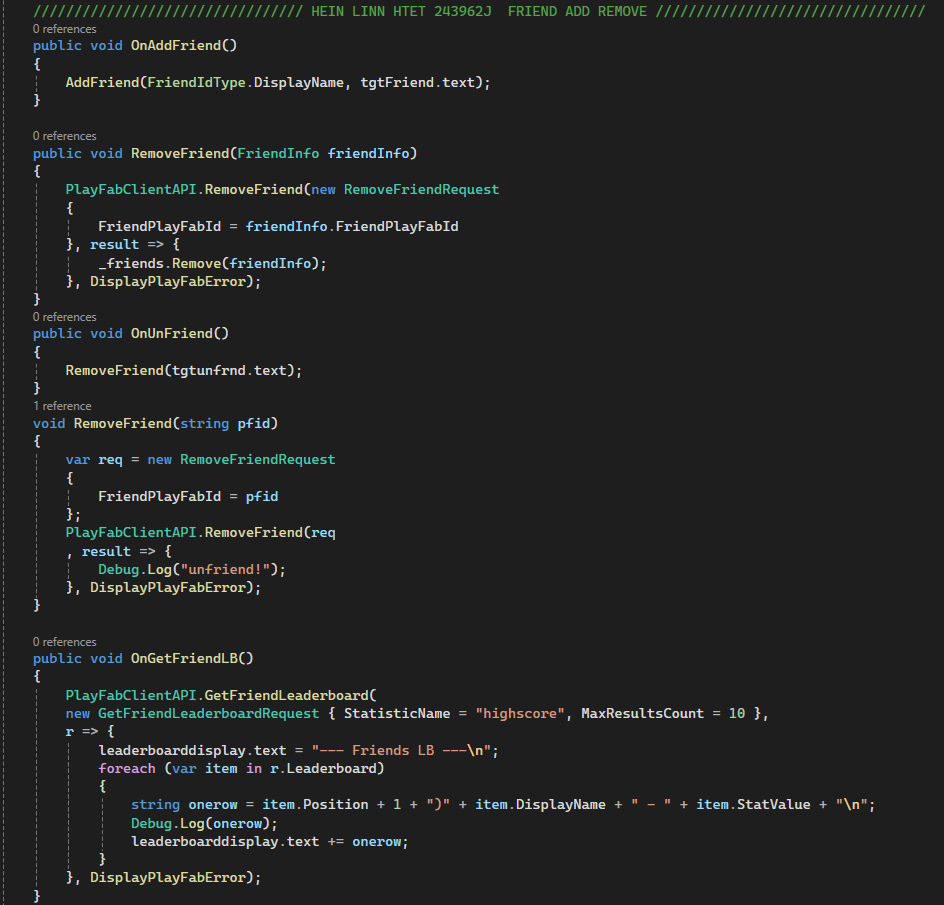 ///////////////////////////////// HEIN LINN HTET 243962J  FRIEND ADD REMOVE /////////////////////////////////
0 references
public void OnAddFriend()
{
    AddFriend(FriendIdType.DisplayName, tgtFriend.text);
}
0 references
public void RemoveFriend(FriendInfo friendInfo)
{
    PlayFabClientAPI.RemoveFriend(new RemoveFriendRequest
    {
        FriendPlayFabId = friendInfo.FriendPlayFabId
    }, result => {
        _friends.Remove(friendInfo);
    }, DisplayPlayFabError);
}
0 references
public void OnUnFriend()
{
    RemoveFriend(tgtunfrnd.text);
}
1 reference
void RemoveFriend(string pfid)
{
    var req = new RemoveFriendRequest
    {
        FriendPlayFabId = pfid
    };
    PlayFabClientAPI.RemoveFriend(req
    , result => {
        Debug.Log("unfriend!");
    }, DisplayPlayFabError);
}
0 references
public void OnGetFriendLB()
{
    PlayFabClientAPI.GetFriendLeaderboard(
    new GetFriendLeaderboardRequest { StatisticName = "highscore", MaxResultsCount = 10 },
    r => {
        leaderboarddisplay.text = "--- Friends LB ---\n";
        foreach (var item in r.Leaderboard)
        {
            string onerow = item.Position + 1 + ")" + item.DisplayName + " - " + item.StatValue + "\n";
            Debug.Log(onerow);
            leaderboarddisplay.text += onerow;
        }
    }, DisplayPlayFabError);
}